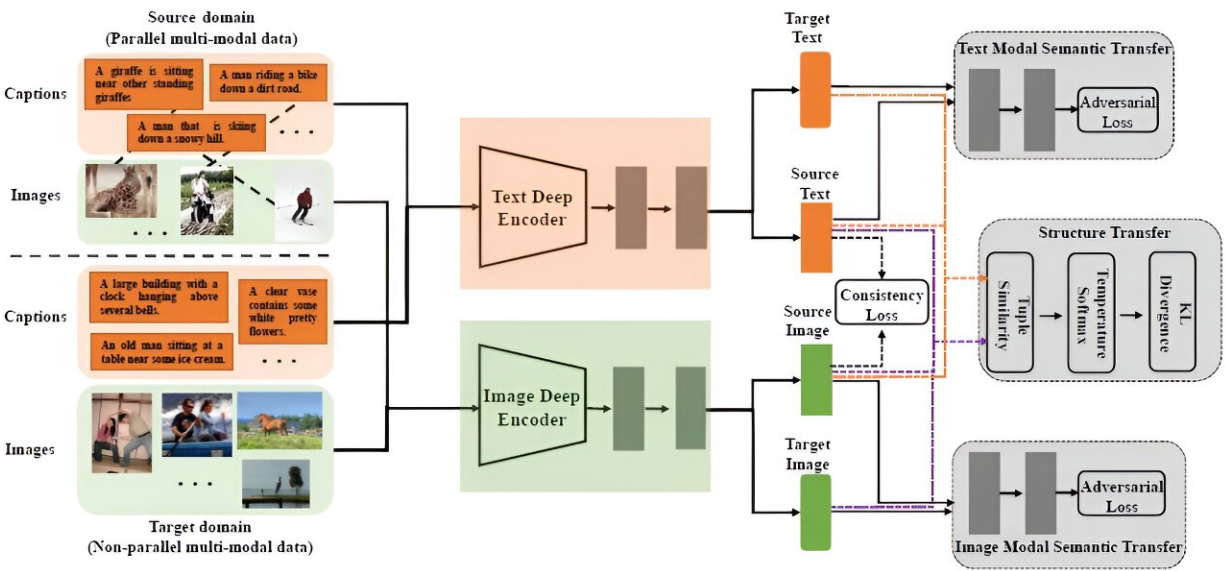 Source domain
(Parallel multi-modal data)
Captions
A giraffe is sitting
near other standing
giraffes
A man riding a bike
down a dirt road.
A man that is skiing
down a snowy hill.
. . .
Images
. . .
Captions
A large building with a
clock hanging above
several bells.
A clear vase
contains some
white pretty
flowers.
An old man sitting at a
table near some ice cream.
. . .
Images
. . .
Target domain
(Non-parallel multi-modal data)
Text Deep
Encoder
Image Deep
Encoder
Target
Text
Source
Text
Consistency
Loss
Source
Image
Target
Image
Text Modal Semantic Transfer
Adversarial
Loss
Structure Transfer
Tuple
Similarity
Temperature
Softmax
KL
Divergence
Adversarial
Loss
Image Modal Semantic Transfer